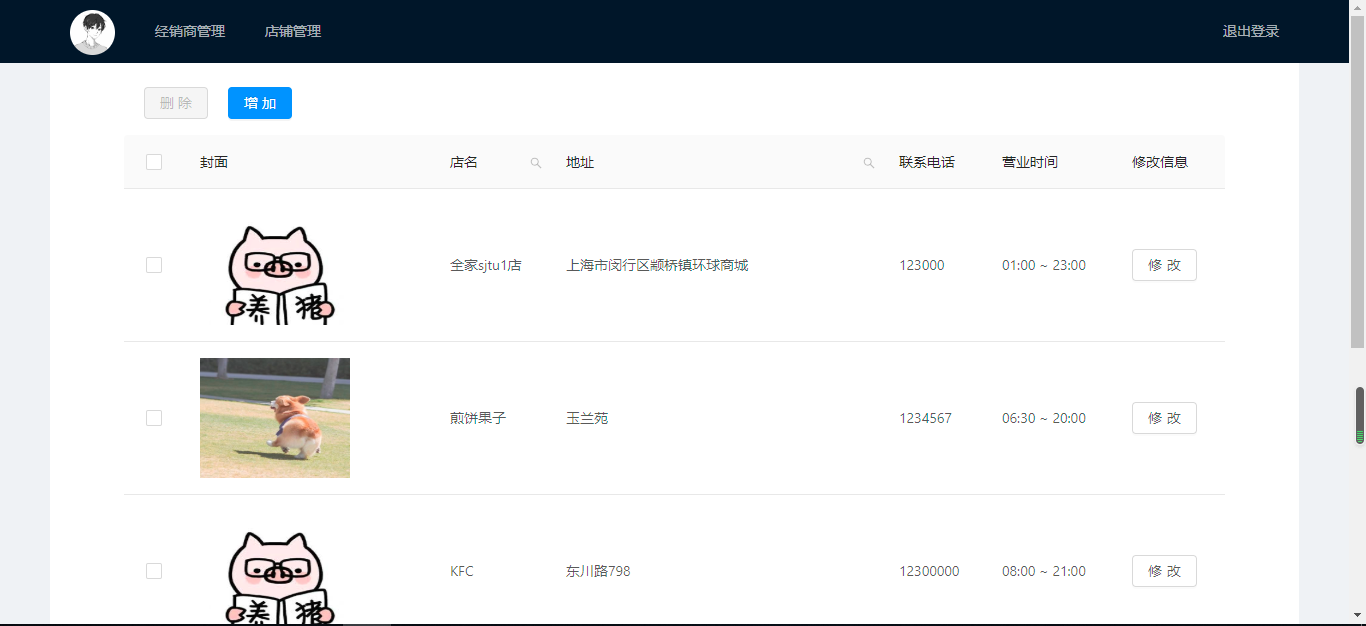 经销商管理 店铺管理 退出登录
删 除 增 加
封面 店名 地址 联系电话 营业时间 修改信息
养 猪
全家sjtu1店 上海市闵行区颛桥镇环球商城 123000 01:00 ~ 23:00 修 改
煎饼果子 玉兰苑 1234567 06:30 ~ 20:00 修 改
KFC 东川路798 12300000 08:00 ~ 21:00 修 改
养 猪